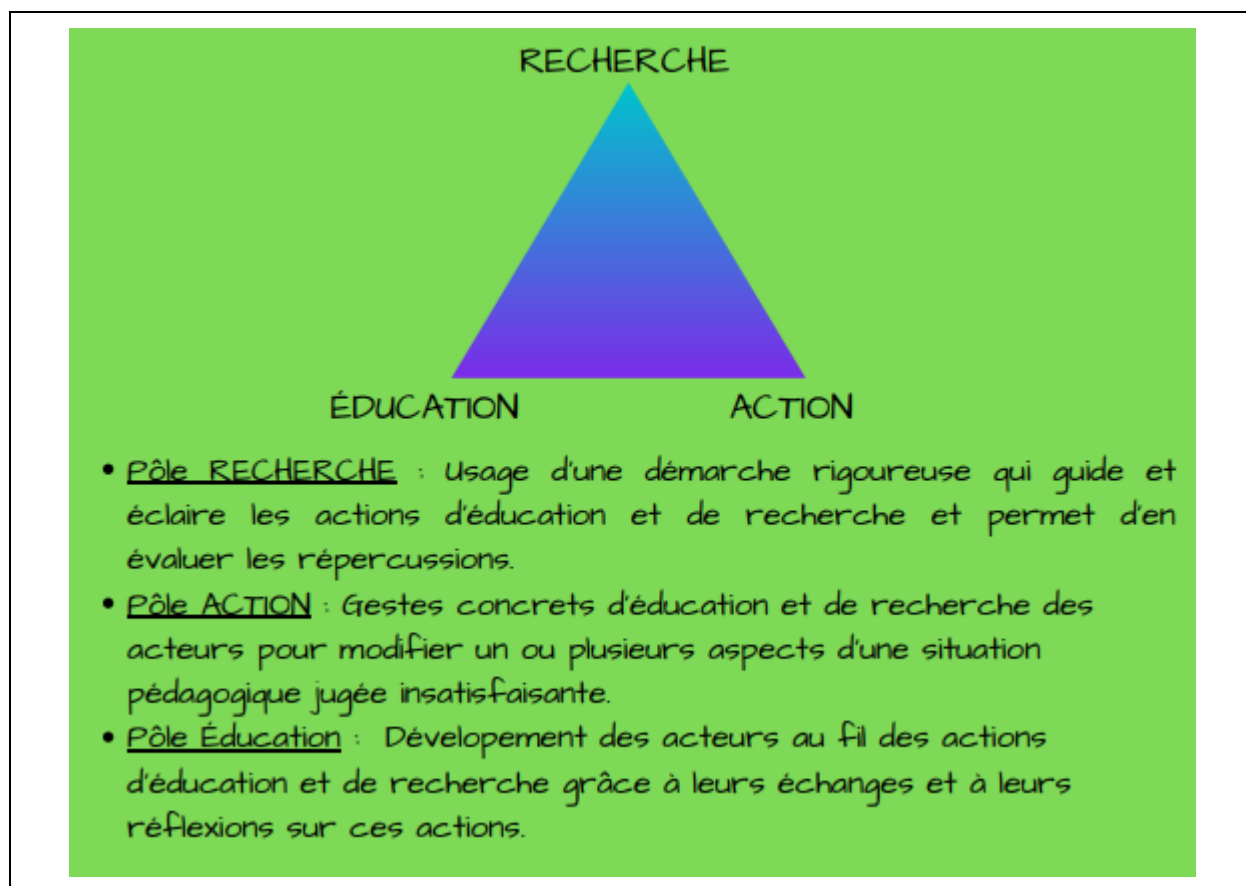 RECHERCHE
ÉDUCATION ACTION
• Pôle RECHERCHE : Usage d'une démarche rigoureuse qui guide et
éclaire les actions d'éducation et de recherche et permet d'en
évaluer les répercussions.
• Pôle ACTION : Gestes concrets d'éducation et de recherche des
acteurs pour modifier un ou plusieurs aspects d'une situation
pédagogique jugée insatisfaisante.
• Pôle Éducation : Dévelopement des acteurs au fil des actions
d'éducation et de recherche grâce à leurs échanges et à leurs
réflexions sur ces actions.